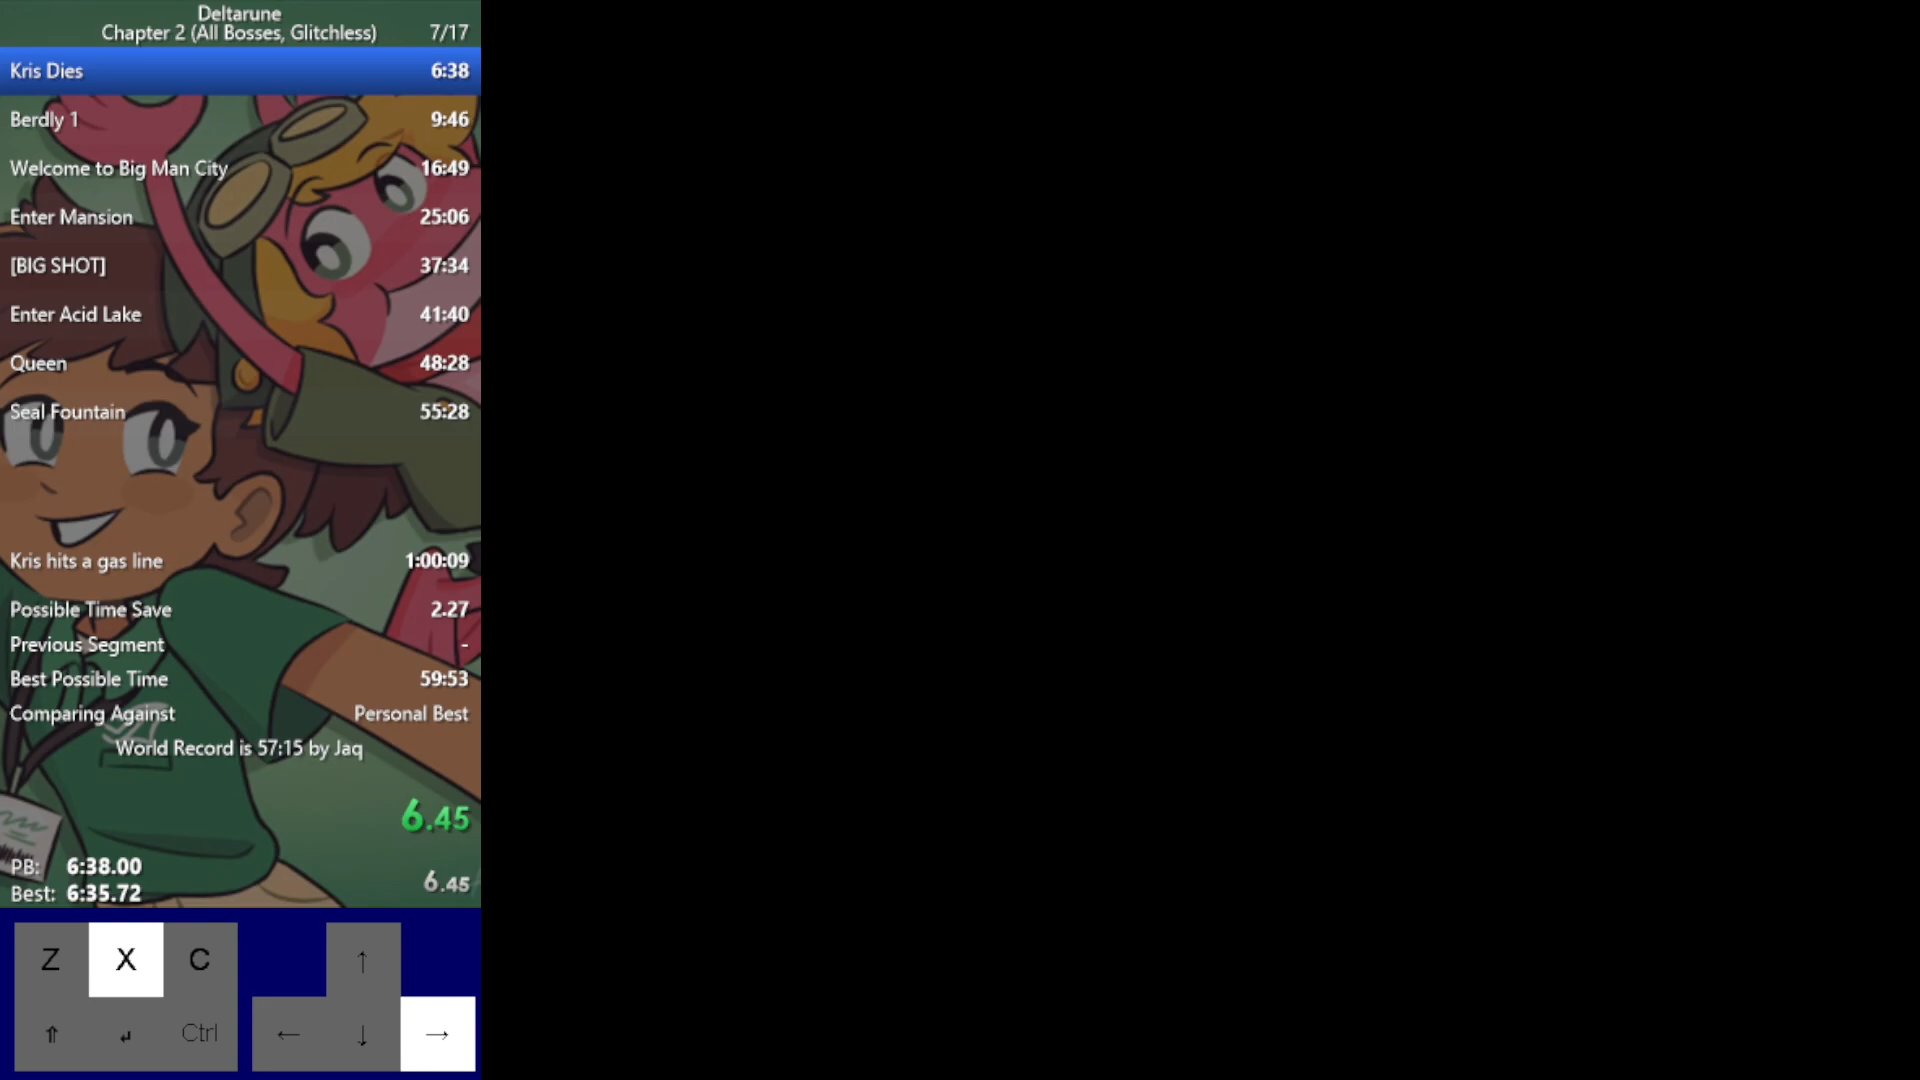 Deltarune
Chapter 2 (All Bosses, Glitchless) 7/17
Kris Dies 6:38
Berdly 1 9:46
Welcome to Big Man City 16:49
Enter Mansion 25:06
[BIG SHOT] 37:34
Enter Acid Lake 41:40
Queen 48:28
Seal Fountain 55:28
Kris hits a gas line 1:00:09
Possible Time Save 2.27
Previous Segment -
Best Possible Time 59:53
Comparing Against Personal Best
World Record is 57:15 by Jaq
6.45
PB: 6:38.00
6.45
Best: 6:35.72
Z X C ↑
⇑ ↵ Ctrl ← ↓ →